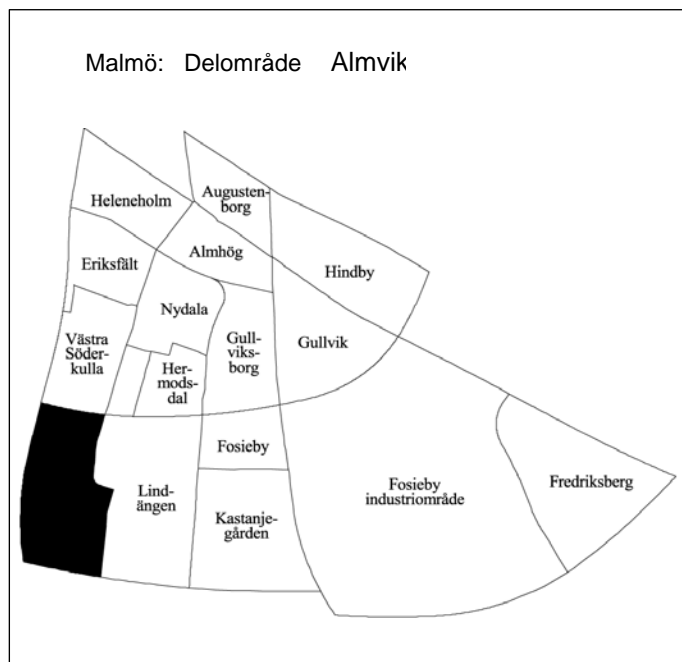 Malmö: Delområde Almvik
Heleneholm
Augusten-
borg
Eriksfält
Almhög
Hindby
Nydala
Västra
Söder-
kulla
Gull-
viks-
borg
Gullvik
Her-
mods-
dal
Fosieby
Lind-
ängen
Kastanje-
gården
Fosieby
industriområde
Fredriksberg